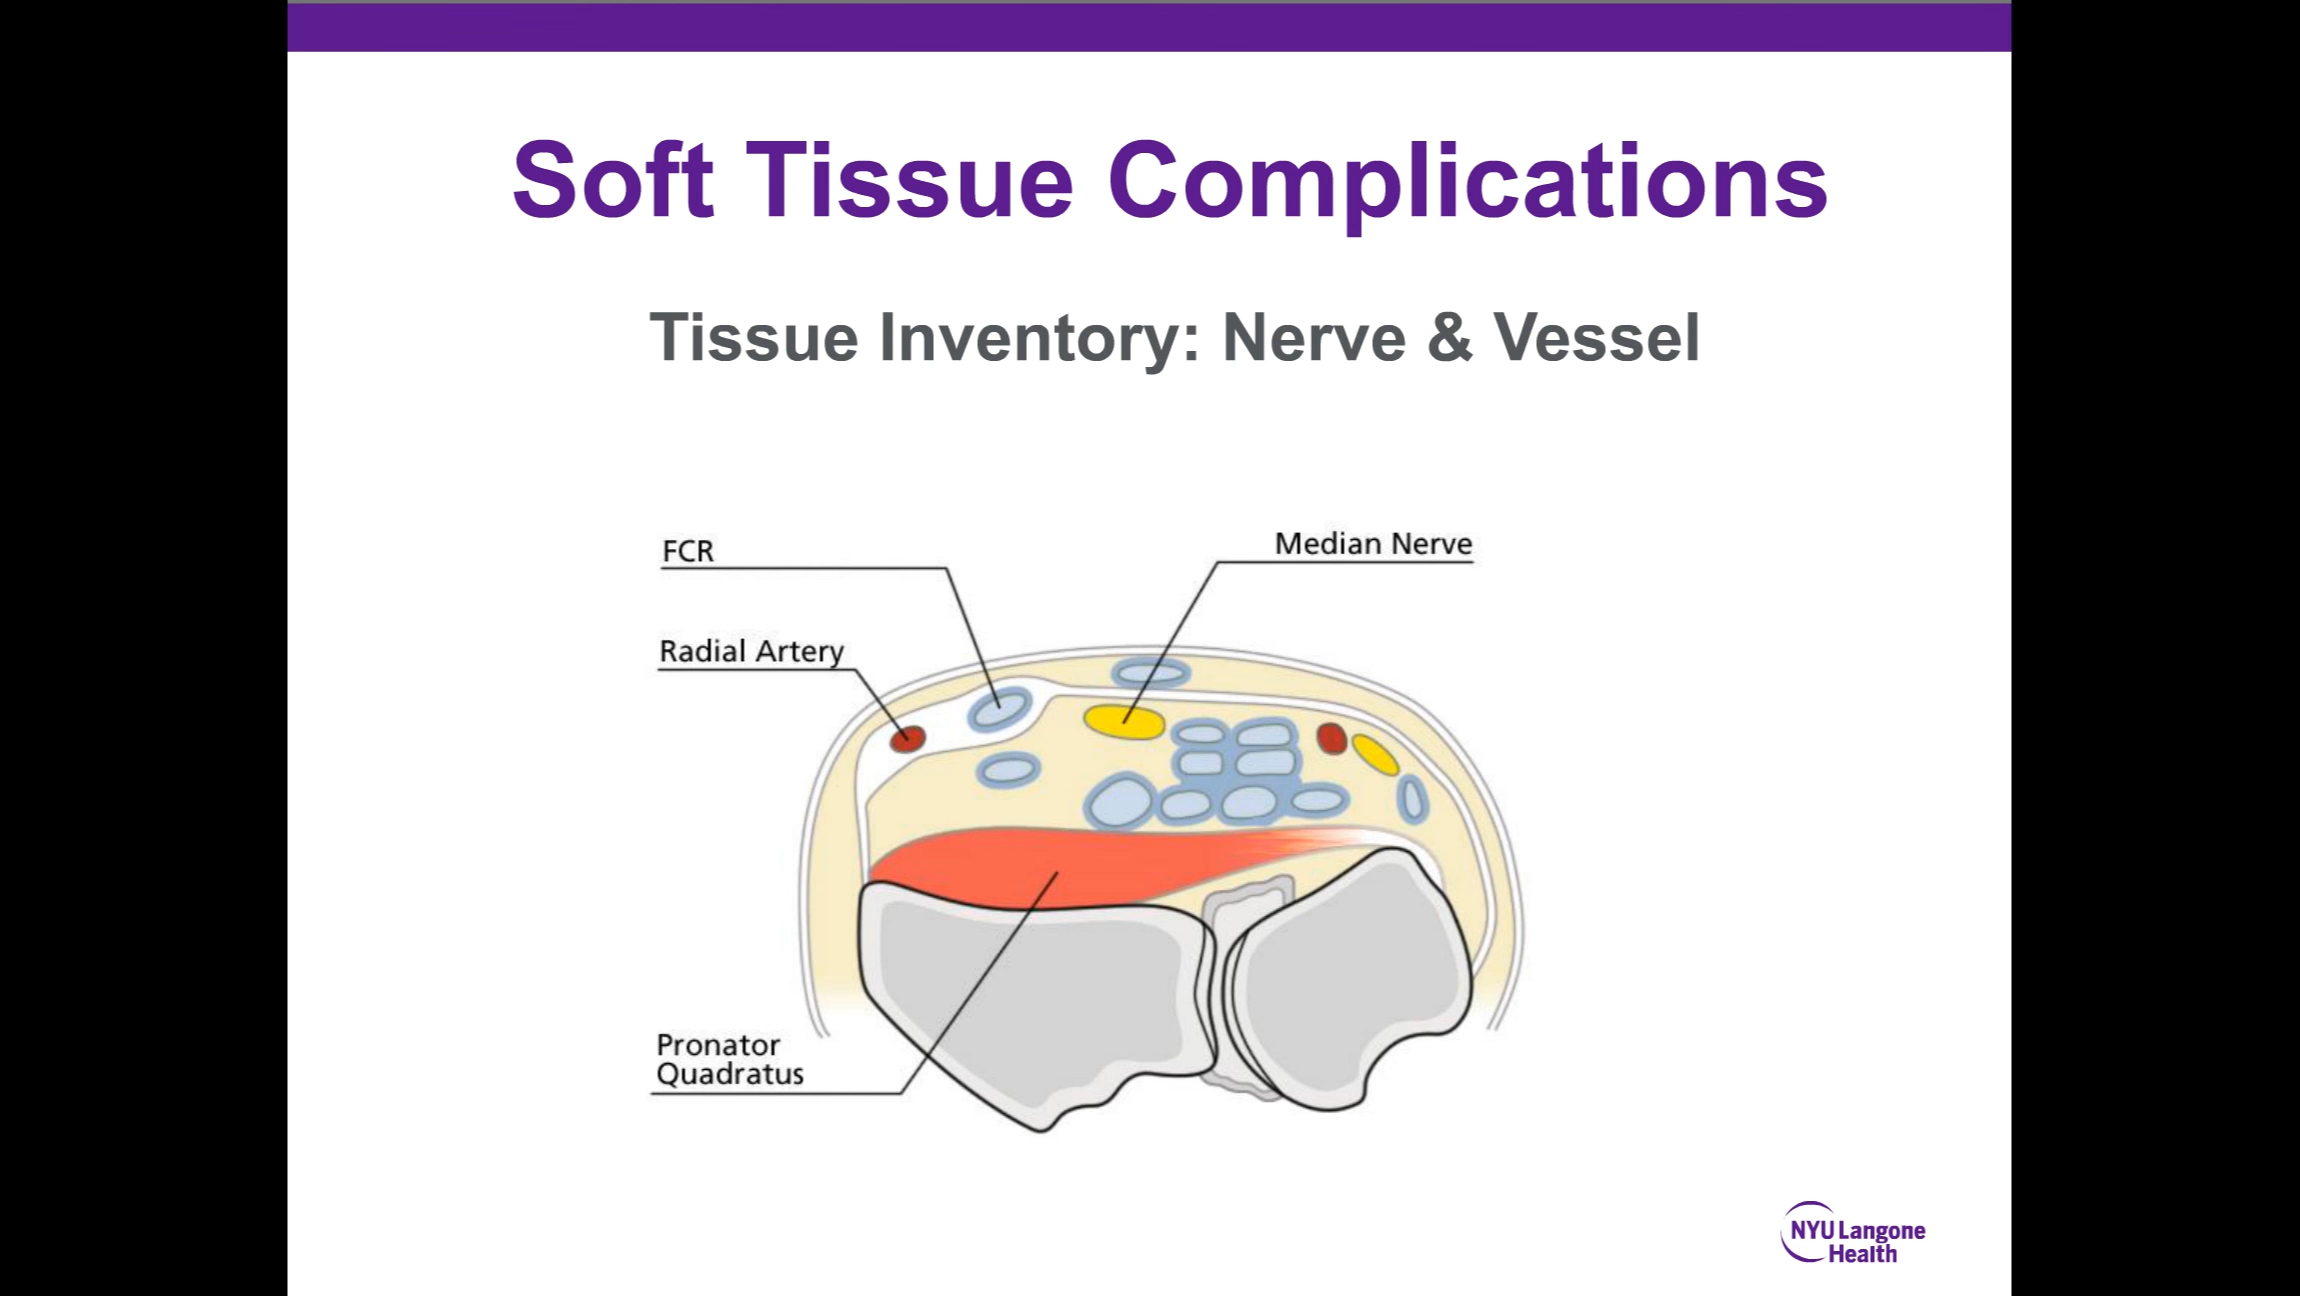 Soft Tissue Complications
Tissue Inventory: Nerve & Vessel
FCR
Median Nerve
Radial Artery
Pronator
Quadratus
NYU Langone
Health